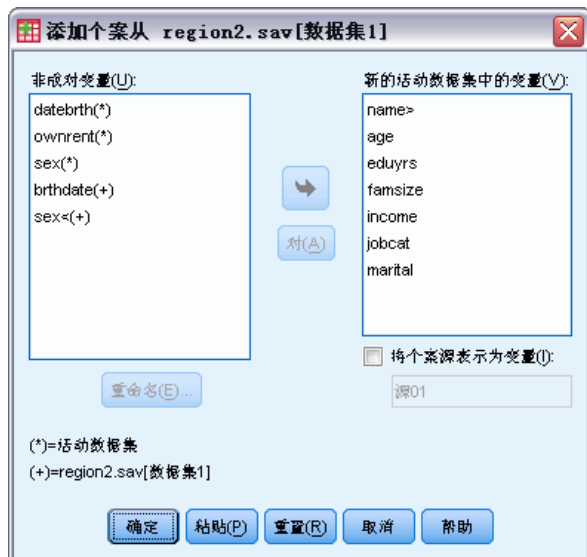 添加个案从 region2.sav[数据集1]
非成对变量(U):
datebrth(*)
ownrent(*)
sex(*)
brthdate(+)
sex<(+)
对(A)
重命名(E)...
新的活动数据集中的变量(V):
name>
age
eduyrs
famsize
income
jobcat
marital
将个案源表示为变量(I):
源01
(*)=活动数据集
(+)=region2.sav[数据集1]
确定 粘贴(P) 重置(R) 取消 帮助